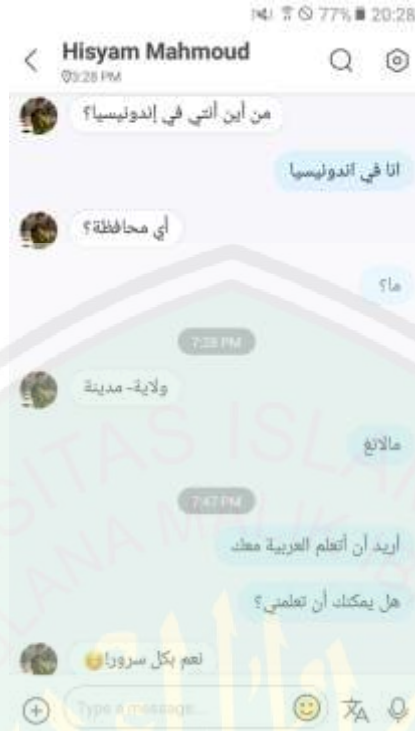 77% 20:28
Hisyam Mahmoud
3:28 PM
من أين أنتي في إندونيسيا؟
انا في اندونيسيا
أي محافظة؟
ما؟
7:28 PM
ولاية- مدينة
مالانغ
7:47 PM
أريد أن أتعلم العربية معك
هل يمكنك أن تعلمني؟
نعم بكل سرور!😊
Type a message...